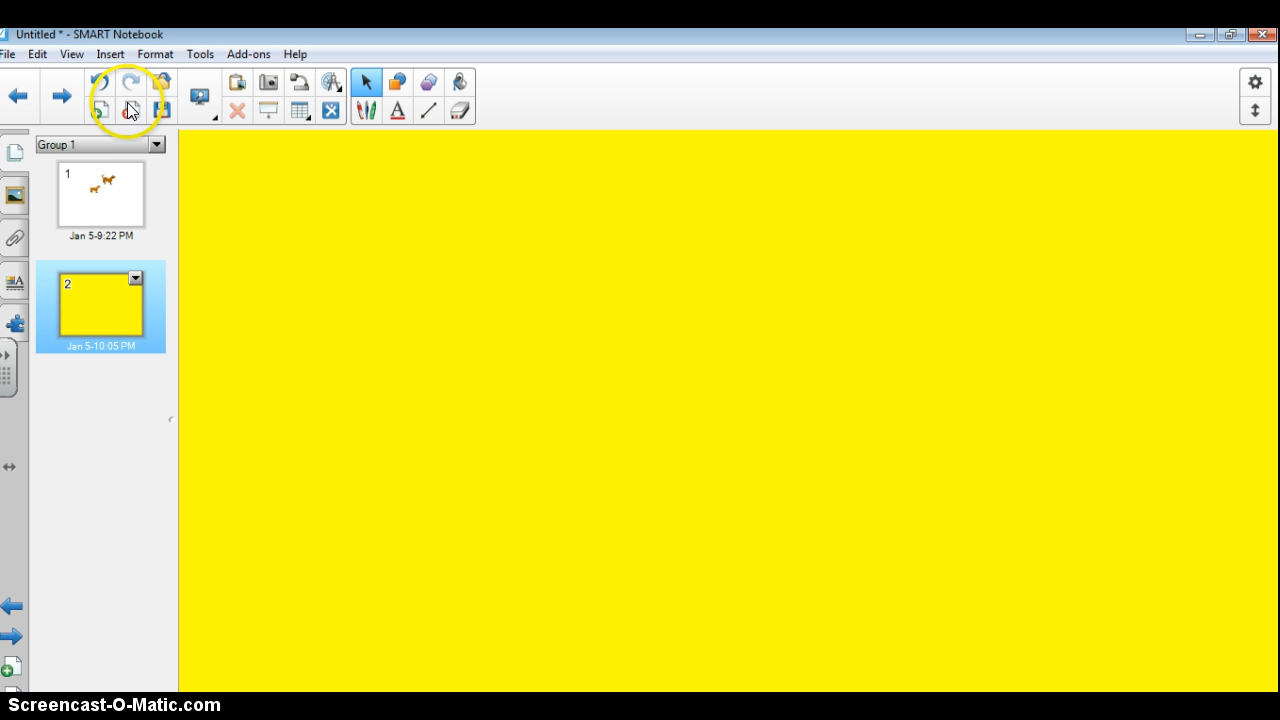 Untitled * - SMART Notebook
File Edit View Insert Format Tools Add-ons Help
Group 1
1
Jan 5-9:22 PM
2
Jan 5-10:05 PM
Screencast-O-Matic.com